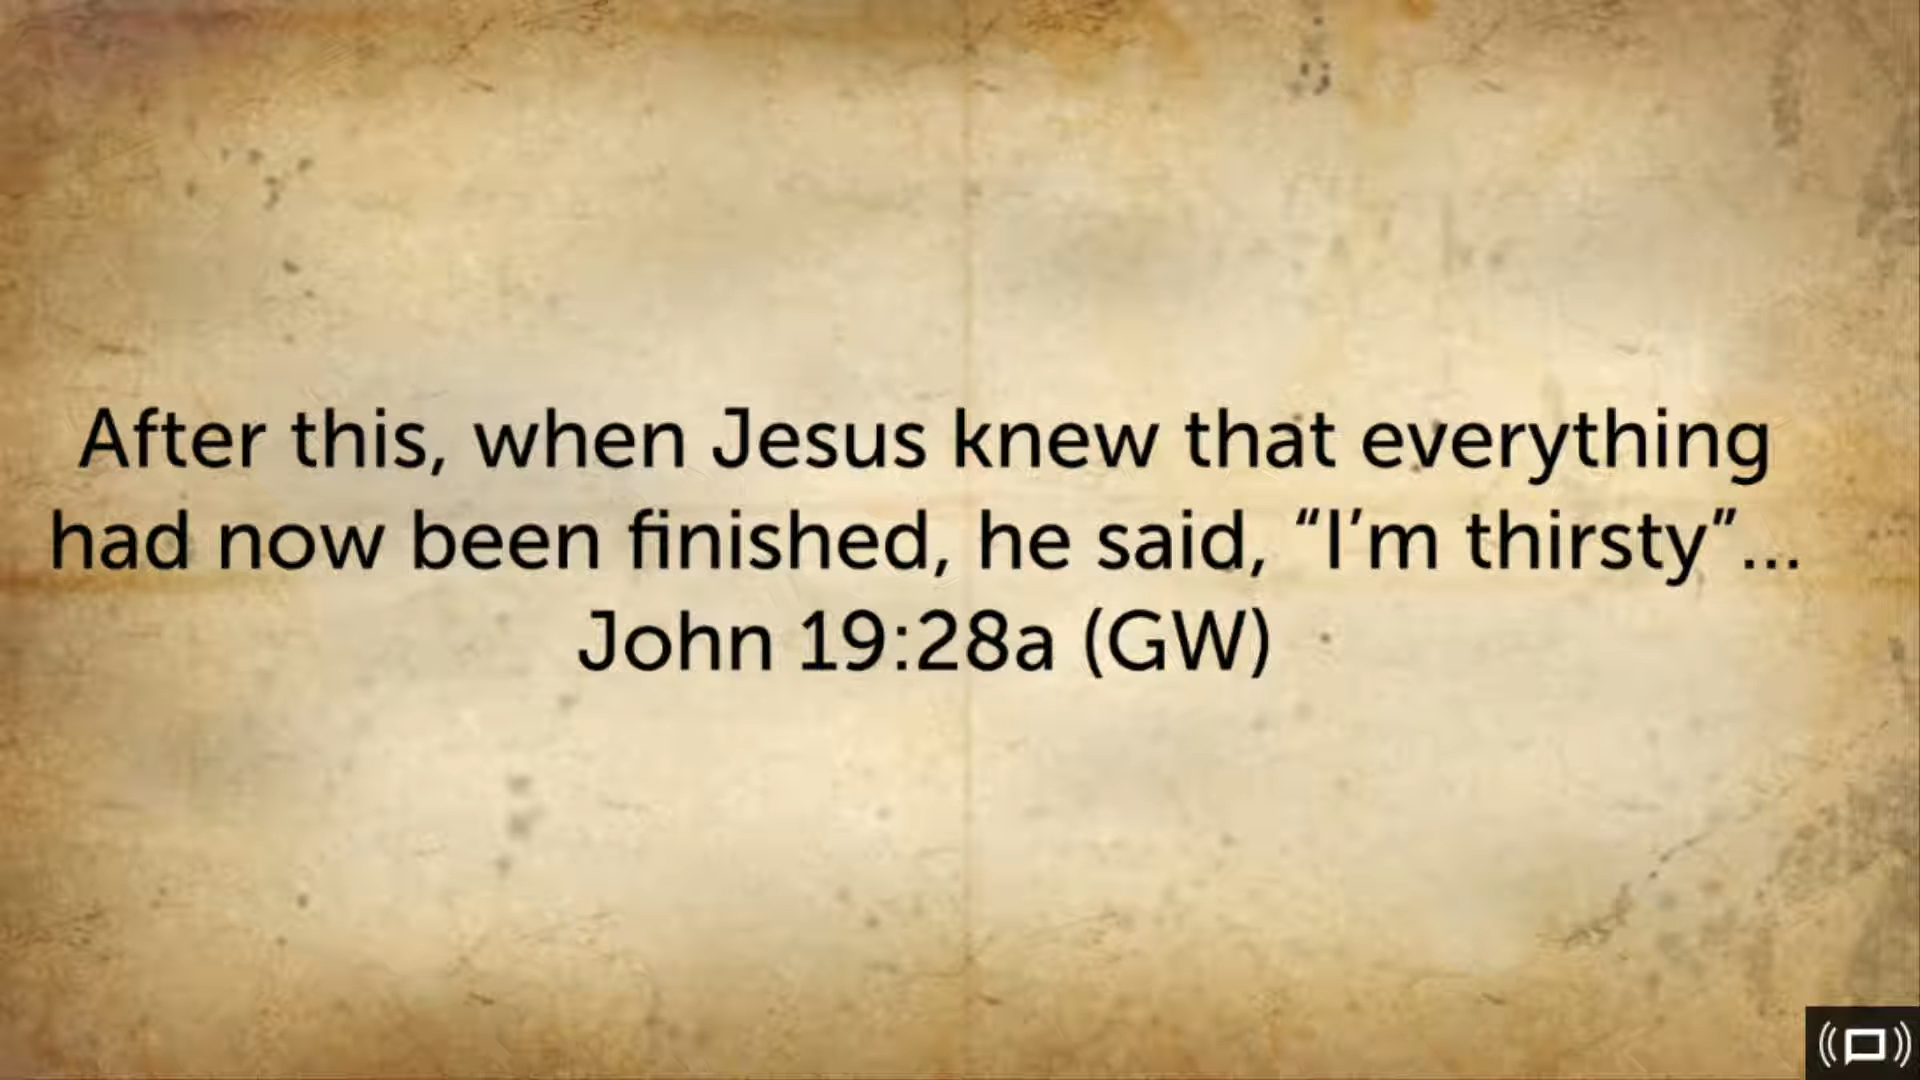 After this, when Jesus knew that everything
had now been finished, he said, “I’m thirsty”...
John 19:28a (GW)